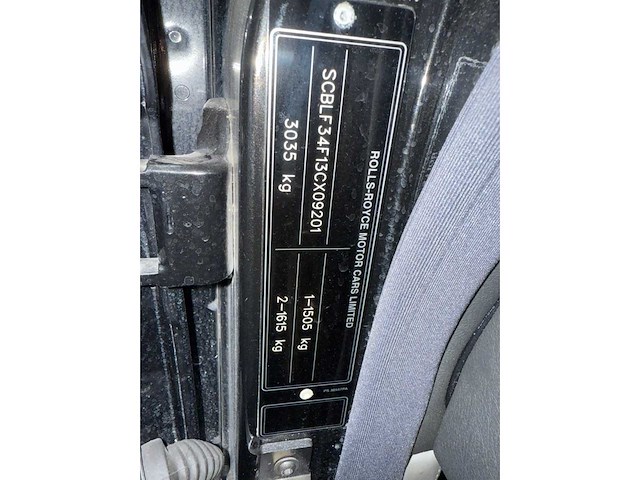 ROLLS-ROYCE MOTOR CARS LIMITED
SCBLF34F13CX09201
3035 kg
1-1505 kg
2-1615 kg